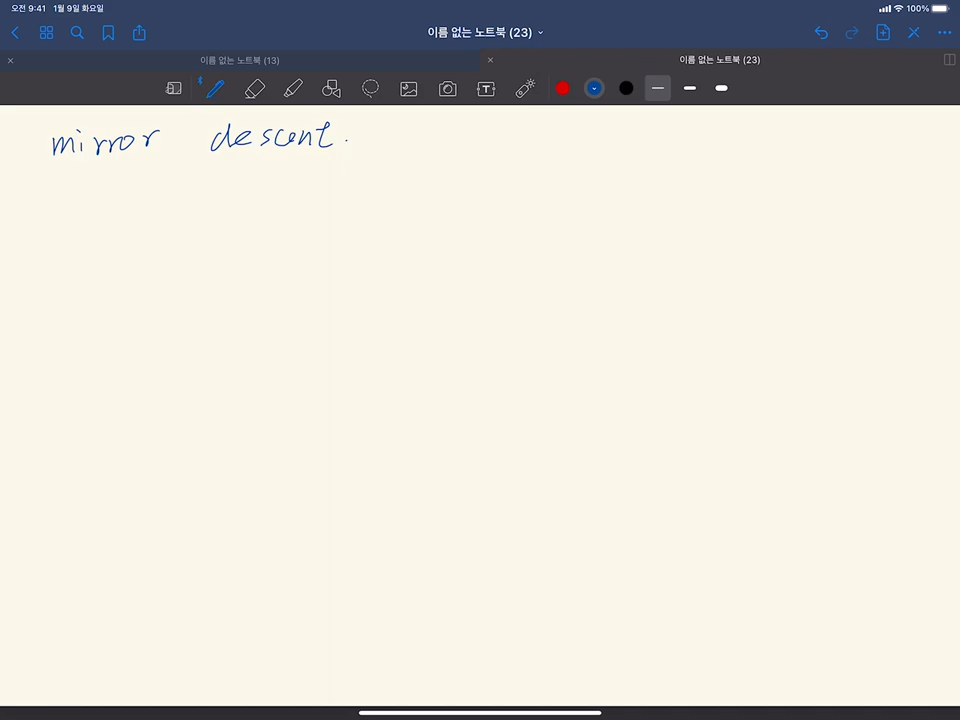 오전 9:41 1월 9일 화요일 100%
이름 없는 노트북 (23)
이름 없는 노트북 (13) 이름 없는 노트북 (23)
T
mirror descent.